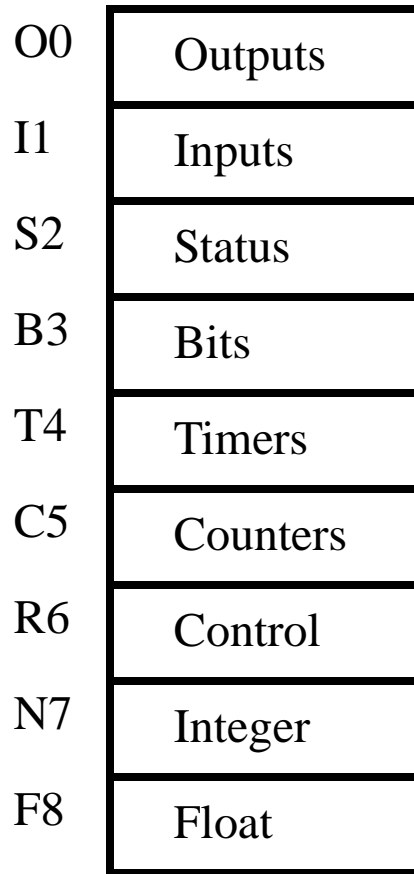 O0 Outputs
I1 Inputs
S2 Status
B3 Bits
T4 Timers
C5 Counters
R6 Control
N7 Integer
F8 Float